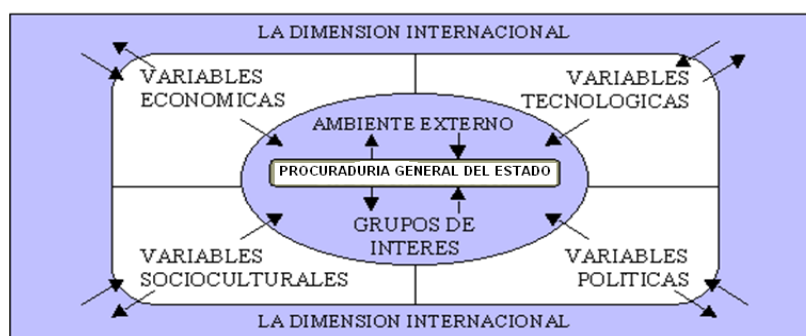 LA DIMENSION INTERNACIONAL
VARIABLES
ECONOMICAS
VARIABLES
TECNOLOGICAS
AMBIENTE EXTERNO
PROCURADURIA GENERAL DEL ESTADO
GRUPOS DE
INTERES
VARIABLES
SOCIOCULTURALES
VARIABLES
POLITICAS
LA DIMENSION INTERNACIONAL